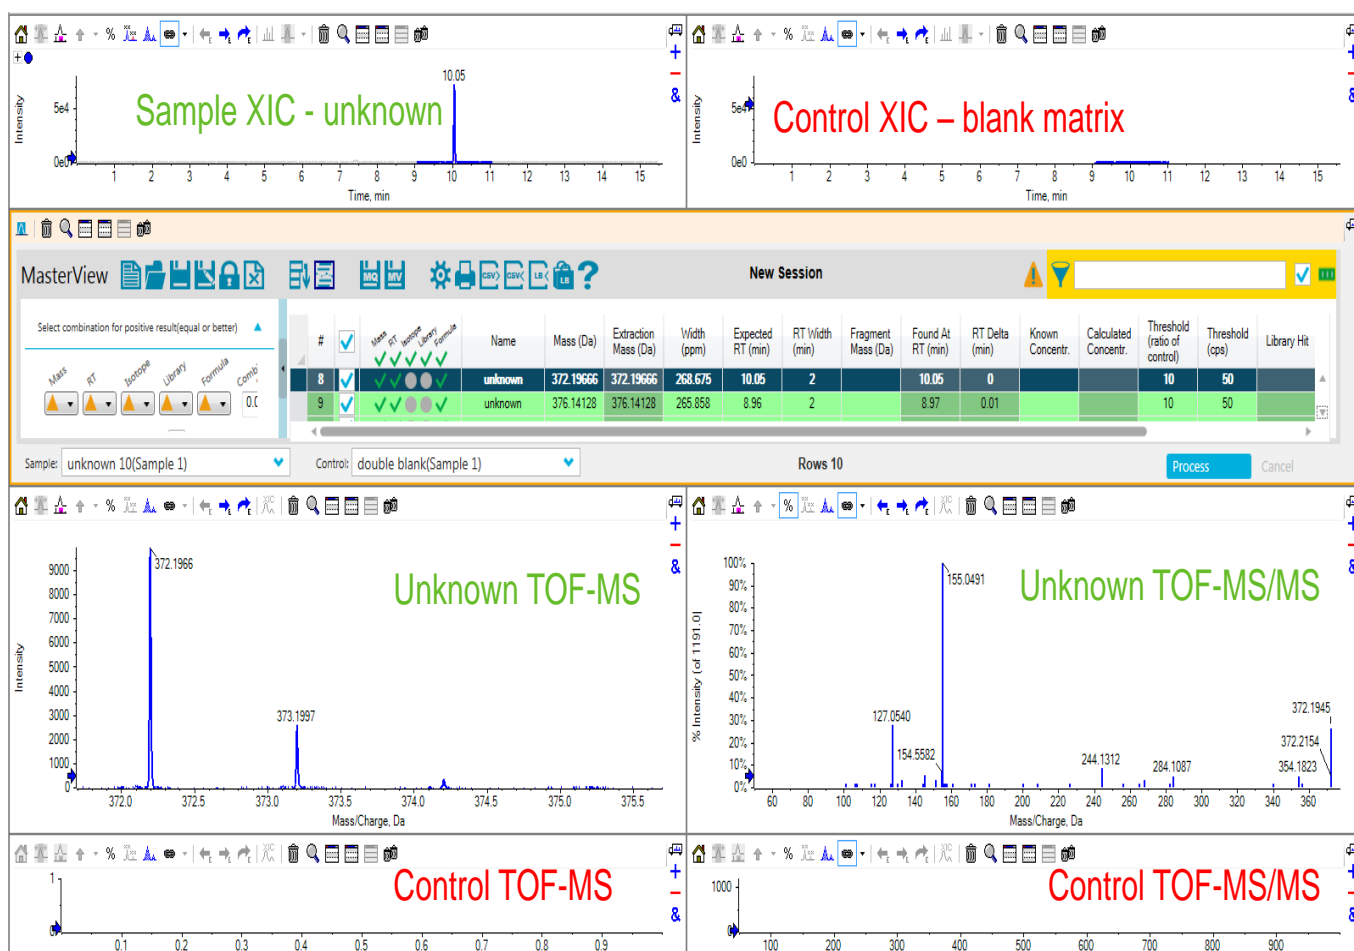 Intensity
5e4
0e0
10.05
Sample XIC - unknown
1 2 3 4 5 6 7 8 9 10 11 12 13 14 15
Time, min
Intensity
5e4
0e0
Control XIC – blank matrix
1 2 3 4 5 6 7 8 9 10 11 12 13 14 15
Time, min
MasterView
MQ MV CSV> CSV< LB< LB ?
New Session
Select combination for positive result(equal or better)
Mass RT Isotope Library Formula
# Mass RT Isotope Library Formula Name Mass (Da) Extraction Mass (Da) Width (ppm) Expected RT (min) RT Width (min) Fragment Mass (Da) Found At RT (min) RT Delta (min) Known Concentr. Calculated Concentr. Threshold (ratio of control) Threshold (cps) Library Hit
8 unknown 372.19666 372.19666 268.675 10.05 2 10.05 0 10 50
9 unknown 376.14128 376.14128 265.858 8.96 2 8.97 0.01 10 50
Sample: unknown 10(Sample 1)
Control: double blank(Sample 1)
Rows 10
Process
Cancel
Intensity
9000
8000
7000
6000
5000
4000
3000
2000
1000
0
372.1966
373.1997
Unknown TOF-MS
372.0 372.5 373.0 373.5 374.0 374.5 375.0 375.5
Mass/Charge, Da
% Intensity (of 1191.0)
100%
90%
80%
70%
60%
50%
40%
30%
20%
10%
0%
155.0491
Unknown TOF-MS/MS
127.0540
154.5582
244.1312
284.1087
372.1945
372.2154
354.1823
60 80 100 120 140 160 180 200 220 240 260 280 300 320 340 360
Mass/Charge, Da
1
0
Control TOF-MS
0.1 0.2 0.3 0.4 0.5 0.6 0.7 0.8 0.9
1000
0
Control TOF-MS/MS
100 200 300 400 500 600 700 800 900